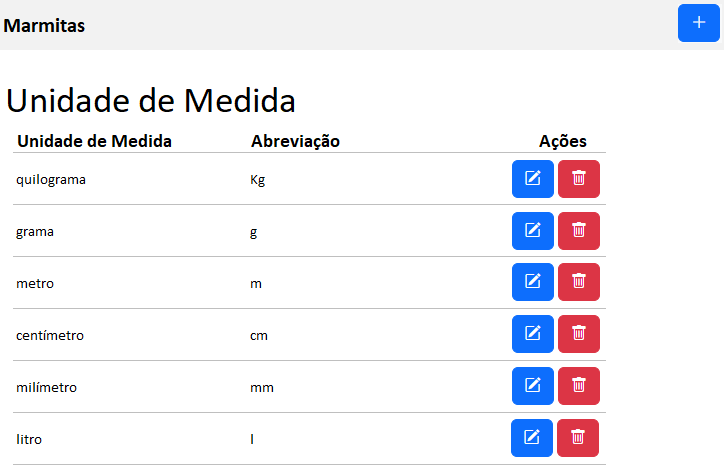 Marmitas
Unidade de Medida
Unidade de Medida Abreviação Ações
quilograma Kg
grama g
metro m
centímetro cm
milímetro mm
litro l